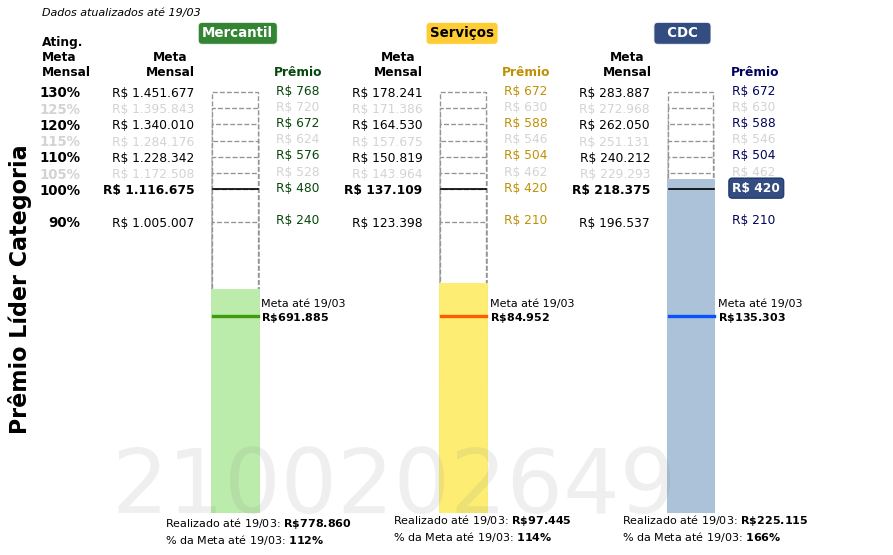 Dados atualizados até 19/03
Mercantil Serviços CDC
Ating. Meta Mensal
Meta Mensal Prêmio Meta Mensal Prêmio Meta Mensal Prêmio
130% R$ 1.451.677 R$ 768 R$ 178.241 R$ 672 R$ 283.887 R$ 672
125% R$ 1.395.843 R$ 720 R$ 171.386 R$ 630 R$ 272.968 R$ 630
120% R$ 1.340.010 R$ 672 R$ 164.530 R$ 588 R$ 262.050 R$ 588
115% R$ 1.284.176 R$ 624 R$ 157.675 R$ 546 R$ 251.131 R$ 546
110% R$ 1.228.342 R$ 576 R$ 150.819 R$ 504 R$ 240.212 R$ 504
105% R$ 1.172.508 R$ 528 R$ 143.964 R$ 462 R$ 229.293 R$ 462
100% R$ 1.116.675 R$ 480 R$ 137.109 R$ 420 R$ 218.375 R$ 420
90% R$ 1.005.007 R$ 240 R$ 123.398 R$ 210 R$ 196.537 R$ 210
Prêmio Líder Categoria
Meta até 19/03 Meta até 19/03 Meta até 19/03
R$691.885 R$84.952 R$135.303
2100202649
Realizado até 19/03: R$778.860 Realizado até 19/03: R$97.445 Realizado até 19/03: R$225.115
% da Meta até 19/03: 112% % da Meta até 19/03: 114% % da Meta até 19/03: 166%